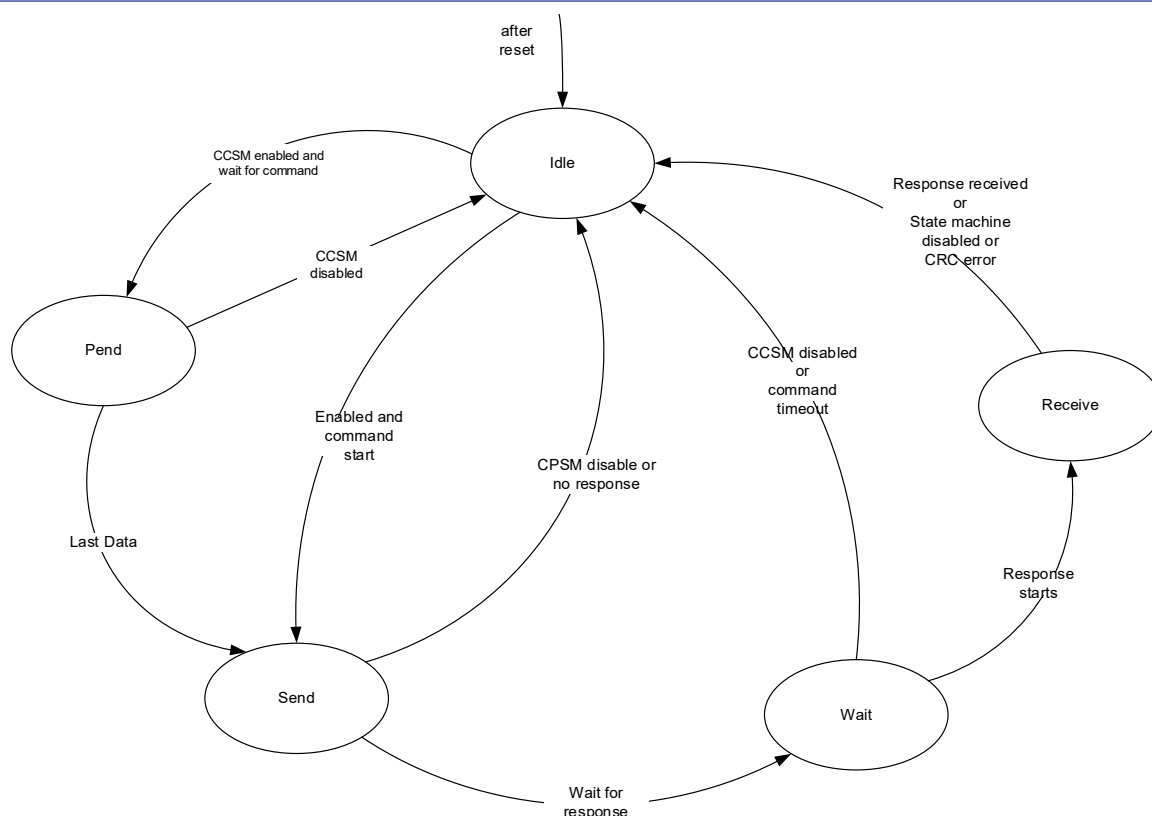 after
reset
Idle
CCSM enabled and
wait for command
Response received
or
State machine
disabled or
CRC error
CCSM
disabled
Pend
CCSM disabled
or
command
timeout
Receive
Enabled and
command
start
CPSM disable or
no response
Last Data
Response
starts
Send
Wait
Wait for
response